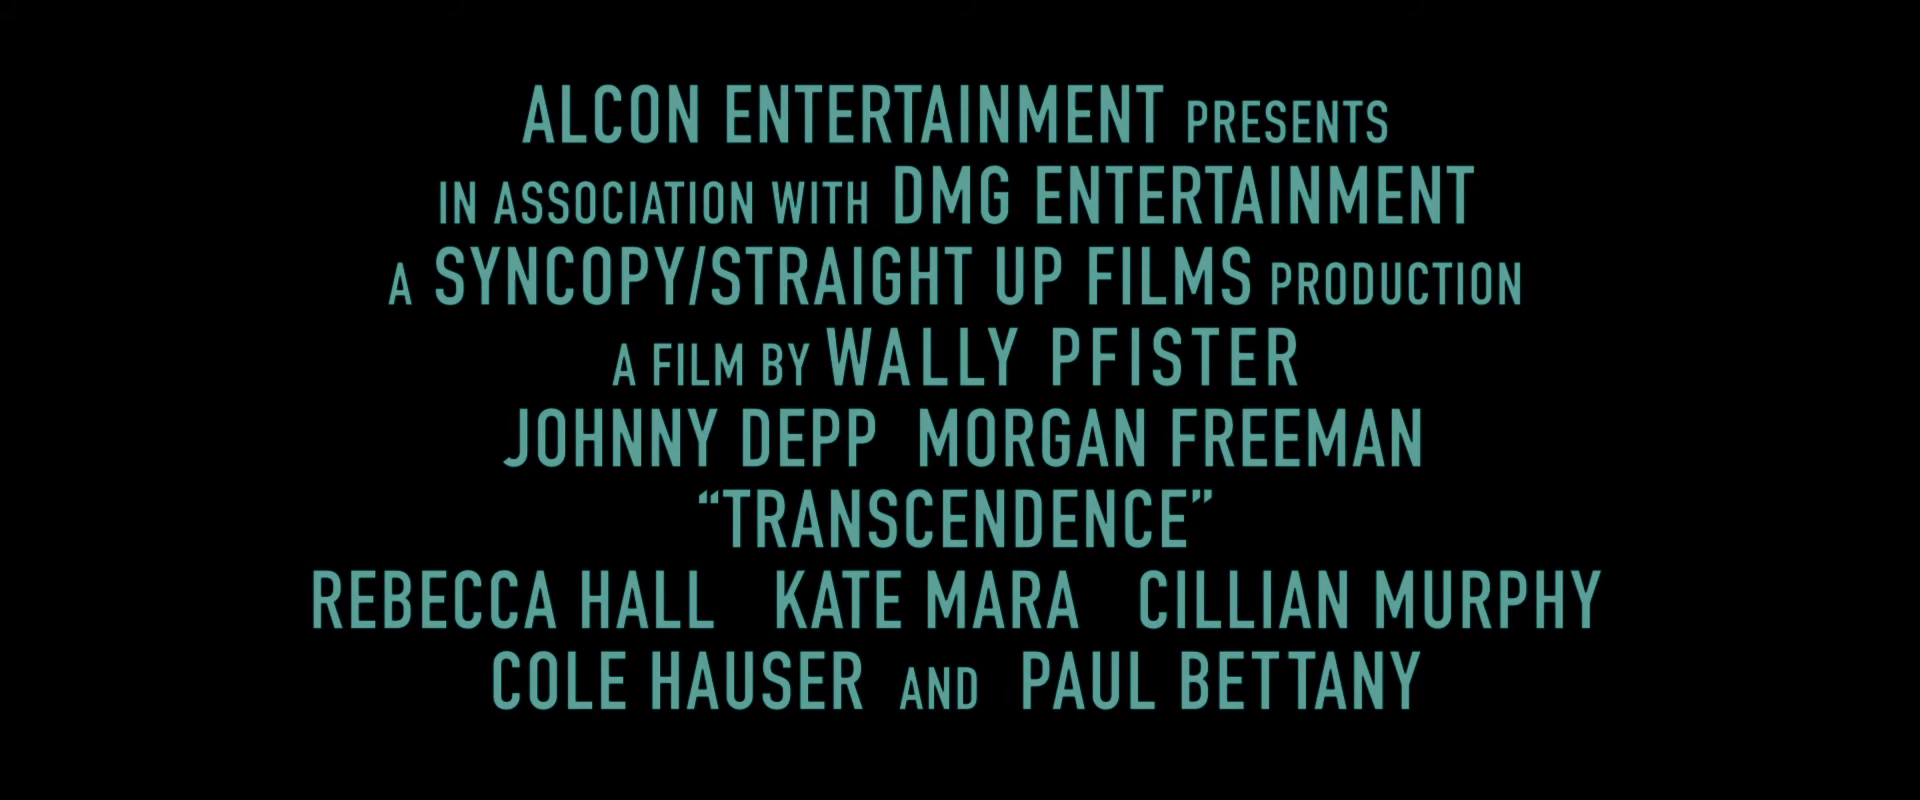 ALCON ENTERTAINMENT PRESENTS
IN ASSOCIATION WITH DMG ENTERTAINMENT
A SYNCOPY/STRAIGHT UP FILMS PRODUCTION
A FILM BY WALLY PFISTER
JOHNNY DEPP MORGAN FREEMAN
“TRANSCENDENCE”
REBECCA HALL KATE MARA CILLIAN MURPHY
COLE HAUSER AND PAUL BETTANY